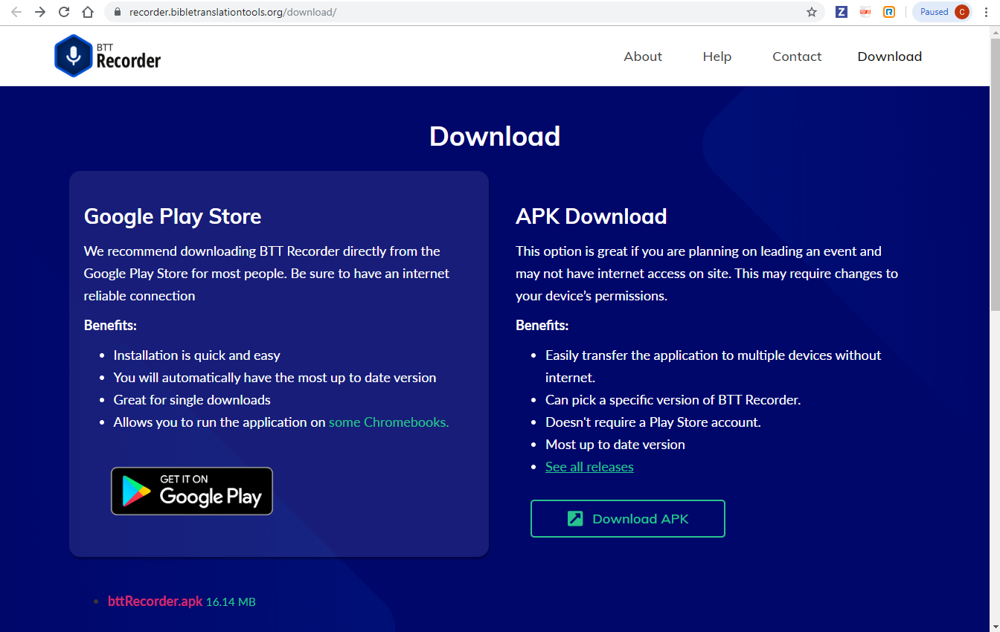 recorder.bibletranslationtools.org/download/
Z
PDF JS
R
Paused
C
BTT
Recorder
About
Help
Contact
Download
Download
Google Play Store
We recommend downloading BTT Recorder directly from the
Google Play Store for most people. Be sure to have an internet
reliable connection
Benefits:
• Installation is quick and easy
• You will automatically have the most up to date version
• Great for single downloads
• Allows you to run the application on some Chromebooks.
GET IT ON
Google Play
APK Download
This option is great if you are planning on leading an event and
may not have internet access on site. This may require changes to
your device’s permissions.
Benefits:
• Easily transfer the application to multiple devices without
internet.
• Can pick a specific version of BTT Recorder.
• Doesn't require a Play Store account.
• Most up to date version
• See all releases
Download APK
• bttRecorder.apk 16.14 MB